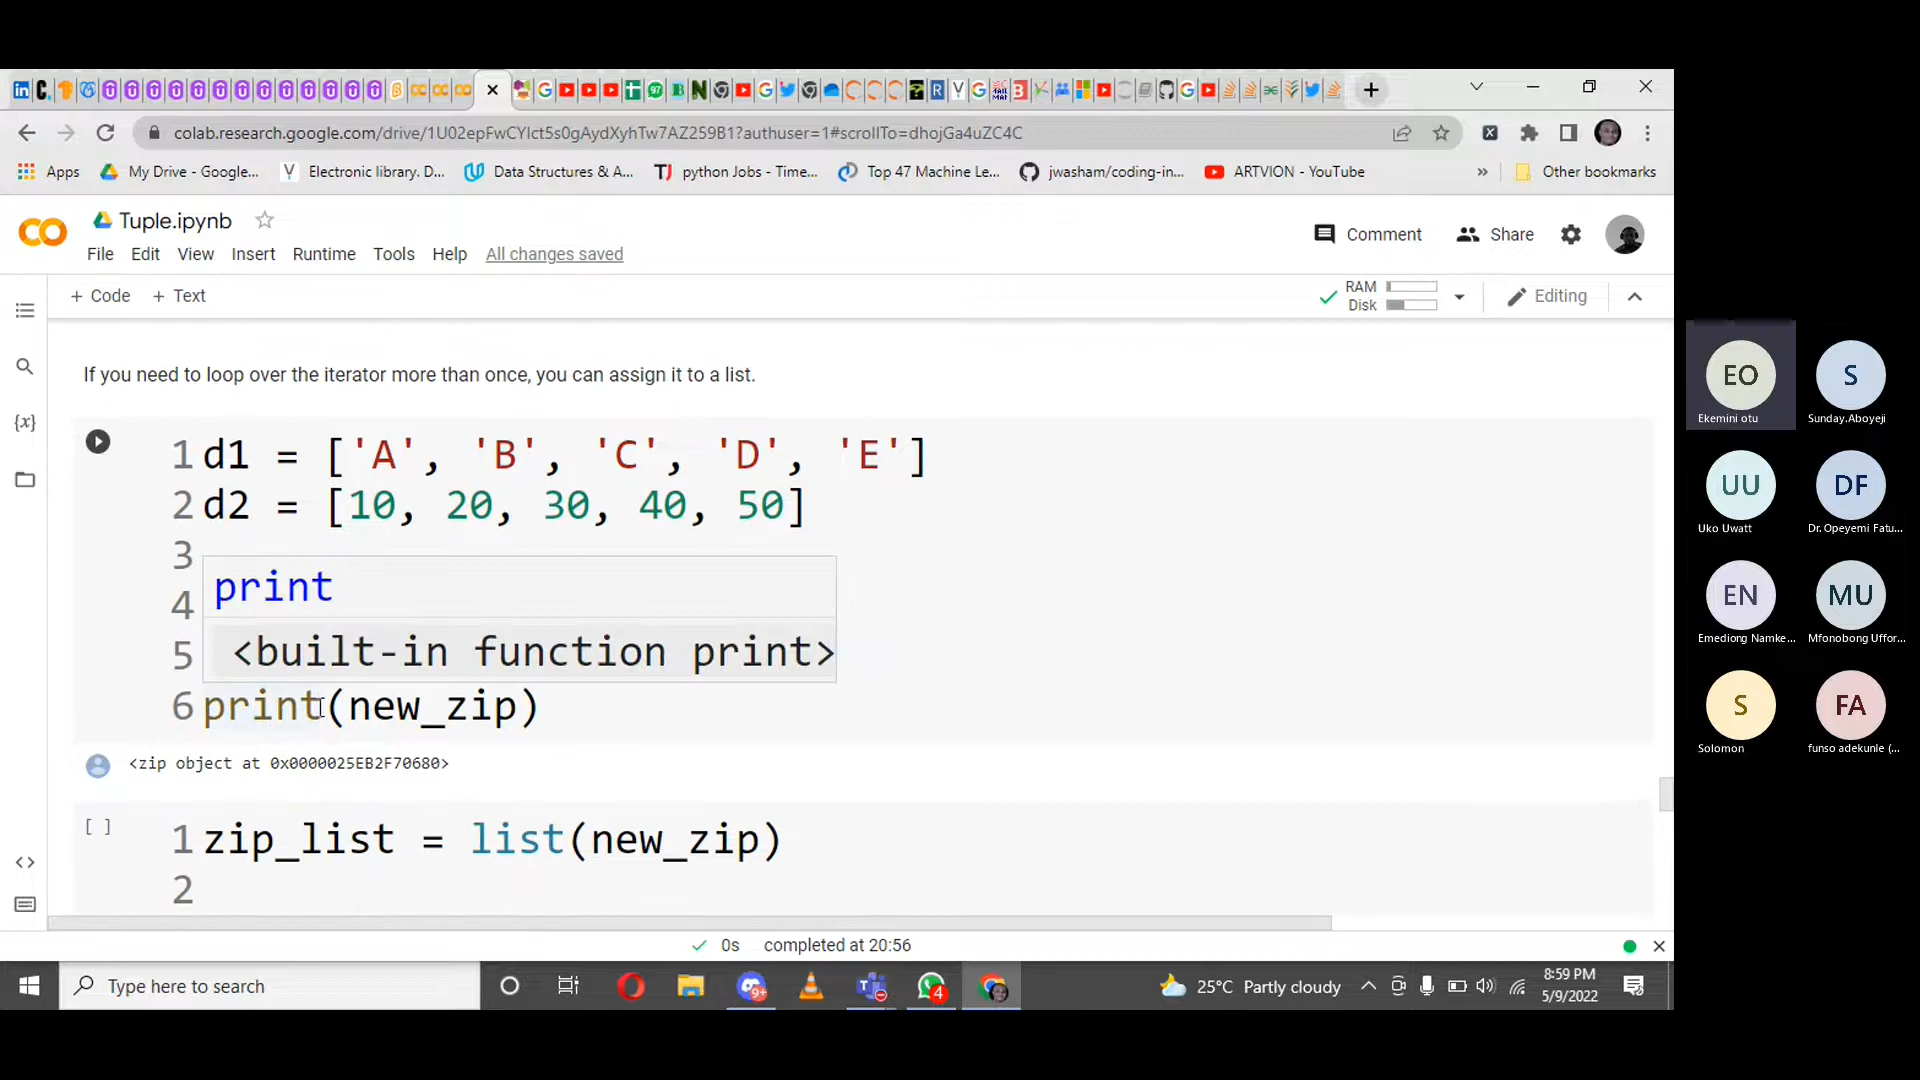 colab.research.google.com/drive/1U02epFwCYlct5s0gAydXyhTw7AZ259B1?authuser=1#scrollTo=dhojGa4uZC4C
Apps My Drive - Google... Electronic library. D... Data Structures & A... python Jobs - Time... Top 47 Machine Le... jwasham/coding-in... ARTVION - YouTube » Other bookmarks
Tuple.ipynb
File Edit View Insert Runtime Tools Help All changes saved
Comment Share
+ Code + Text
RAM
Disk
Editing
If you need to loop over the iterator more than once, you can assign it to a list.
1 d1 = ['A', 'B', 'C', 'D', 'E']
2 d2 = [10, 20, 30, 40, 50]
3
print
4
5 <built-in function print>
6 print(new_zip)
<zip object at 0x0000025EB2F70680>
[ ] 1 zip_list = list(new_zip)
2
0s completed at 20:56
Type here to search
9+
4
25°C Partly cloudy
8:59 PM
5/9/2022
EO
Ekemini otu
S
Sunday.Aboyeji
UU
Uko Uwatt
DF
Dr. Opeyemi Fatu...
EN
Emediong Namke...
MU
Mfonobong Uffor...
S
Solomon
FA
funso adekunle (...